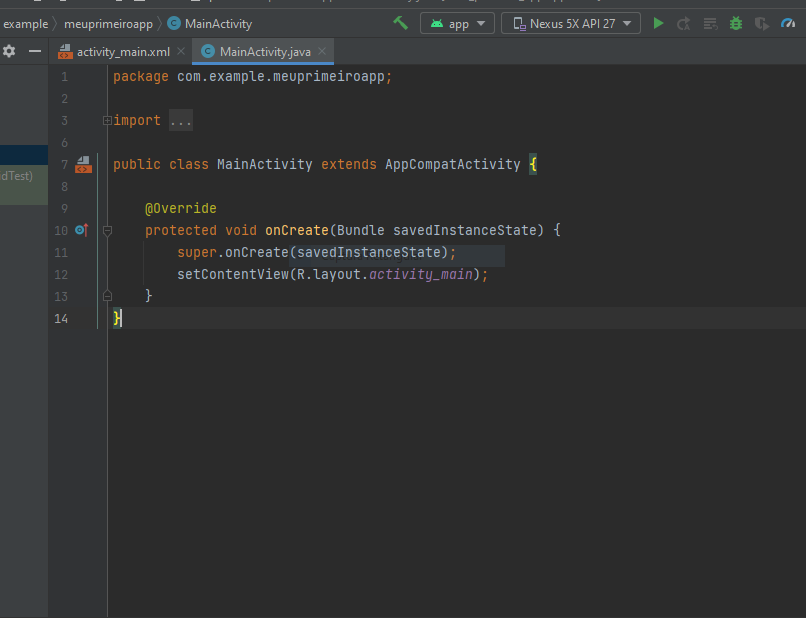 example meuprimeiroapp MainActivity app Nexus 5X API 27
activity_main.xml MainActivity.java
1 package com.example.meuprimeiroapp;
2
3 import ...
6
7 public class MainActivity extends AppCompatActivity {
8
dTest)
9 @Override
10 protected void onCreate(Bundle savedInstanceState) {
11 super.onCreate(savedInstanceState);
12 setContentView(R.layout.activity_main);
13 }
14 }